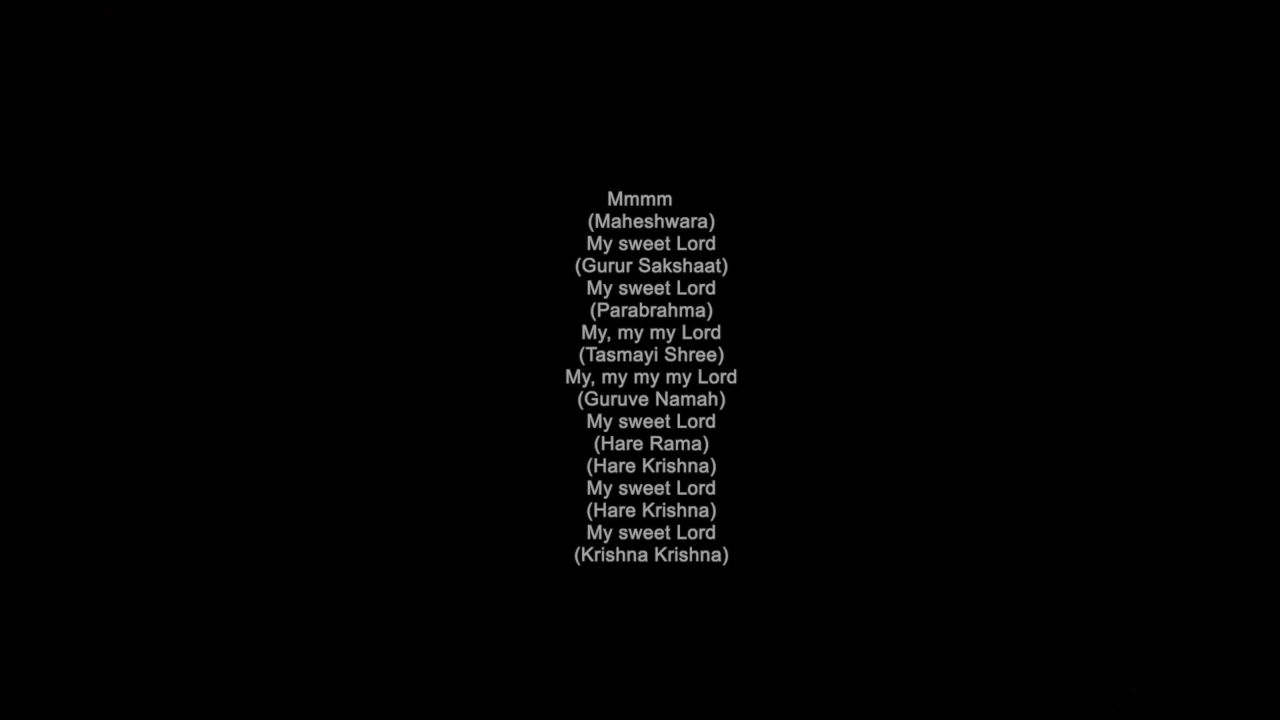 Mmmm
(Maheshwara)
My sweet Lord
(Gurur Sakshaat)
My sweet Lord
(Parabrahma)
My, my my Lord
(Tasmayi Shree)
My, my my my Lord
(Guruve Namah)
My sweet Lord
(Hare Rama)
(Hare Krishna)
My sweet Lord
(Hare Krishna)
My sweet Lord
(Krishna Krishna)